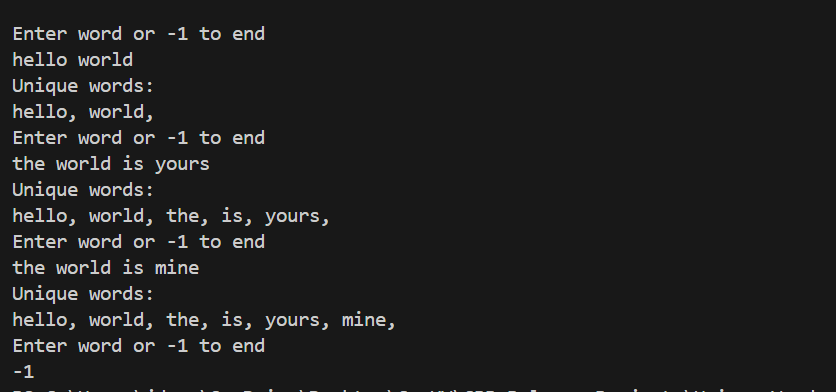 Enter word or -1 to end
hello world
Unique words:
hello, world,
Enter word or -1 to end
the world is yours
Unique words:
hello, world, the, is, yours,
Enter word or -1 to end
the world is mine
Unique words:
hello, world, the, is, yours, mine,
Enter word or -1 to end
-1